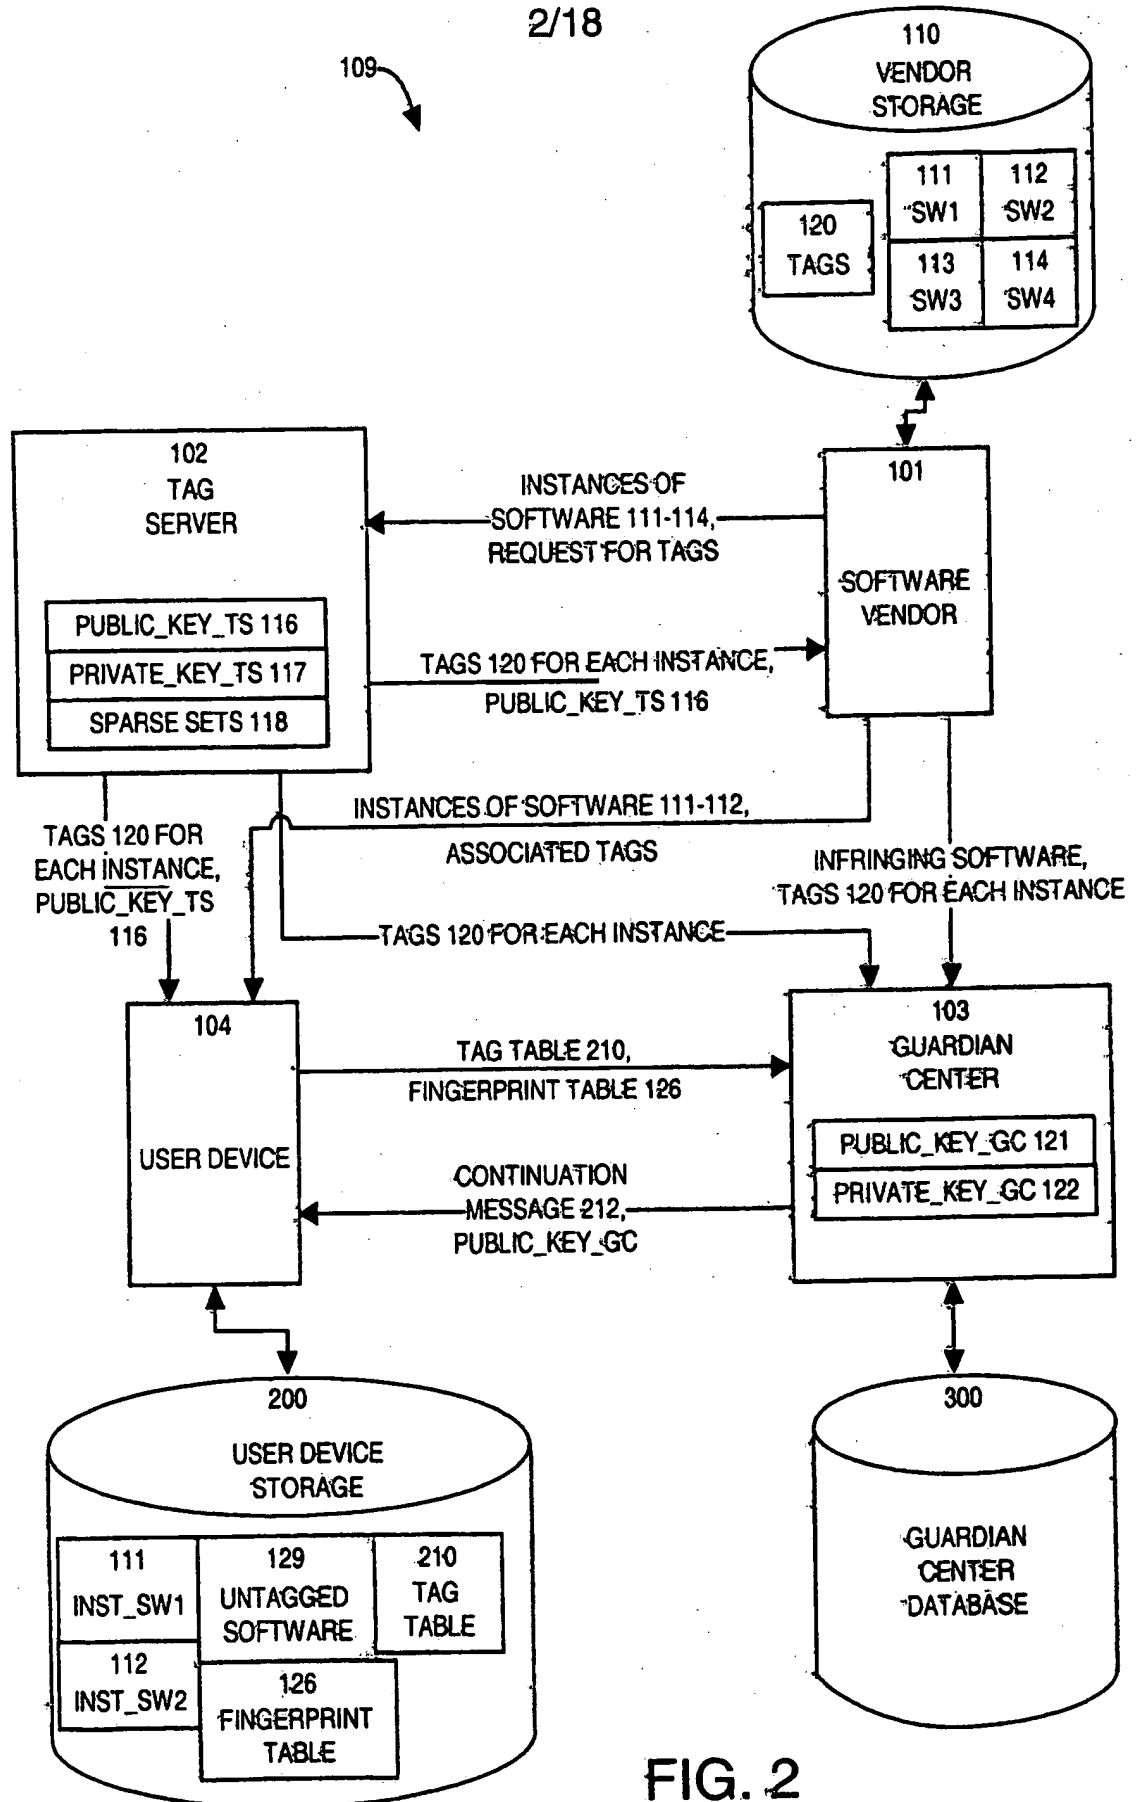 2/18
109
110
VENDOR
STORAGE
111
SW1
112
SW2
120
TAGS
113
SW3
114
SW4
102
TAG
SERVER
PUBLIC_KEY_TS 116
PRIVATE_KEY_TS 117
SPARSE SETS 118
INSTANCES OF
SOFTWARE 111-114,
REQUEST FOR TAGS
101
SOFTWARE
VENDOR
TAGS 120 FOR EACH INSTANCE,
PUBLIC_KEY_TS 116
INSTANCES OF SOFTWARE 111-112,
ASSOCIATED TAGS
TAGS 120 FOR
EACH INSTANCE,
PUBLIC_KEY_TS
116
INFRINGING SOFTWARE,
TAGS 120 FOR EACH INSTANCE
TAGS 120 FOR EACH INSTANCE
104
USER DEVICE
TAG TABLE 210,
FINGERPRINT TABLE 126
CONTINUATION
MESSAGE 212,
PUBLIC_KEY_GC
103
GUARDIAN
CENTER
PUBLIC_KEY_GC 121
PRIVATE_KEY_GC 122
200
USER DEVICE
STORAGE
111
INST_SW1
129
UNTAGGED
SOFTWARE
210
TAG
TABLE
112
INST_SW2
126
FINGERPRINT
TABLE
300
GUARDIAN
CENTER
DATABASE
FIG. 2